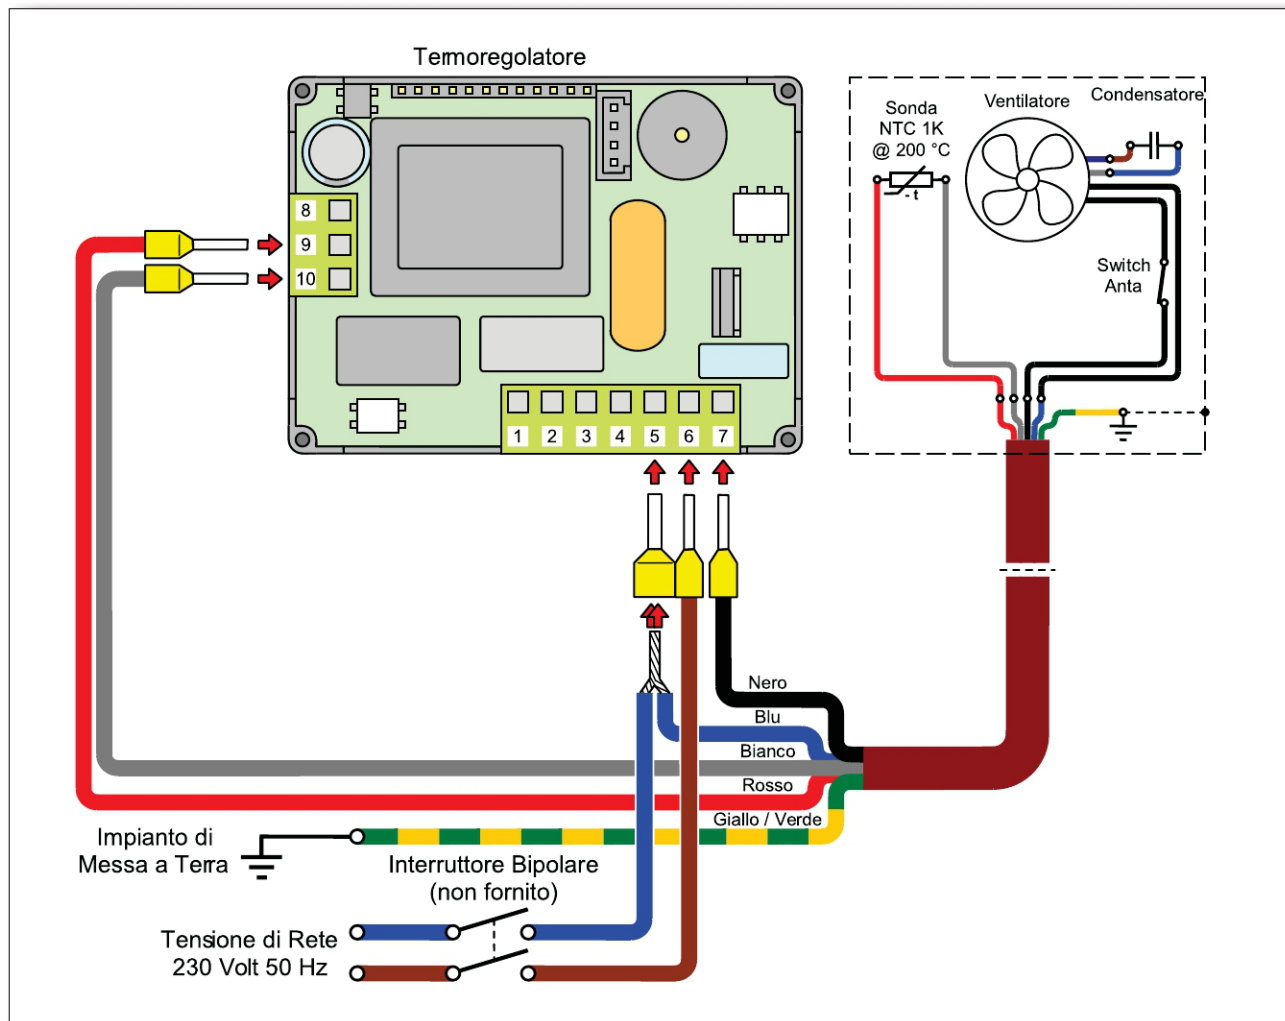 Termoregolatore
Sonda
NTC 1K
@ 200 °C
Ventilatore
Condensatore
- t
Switch
Anta
8
9
10
1 2 3 4 5 6 7
Nero
Blu
Bianco
Rosso
Giallo / Verde
Impianto di
Messa a Terra
Interruttore Bipolare
(non fornito)
Tensione di Rete
230 Volt 50 Hz